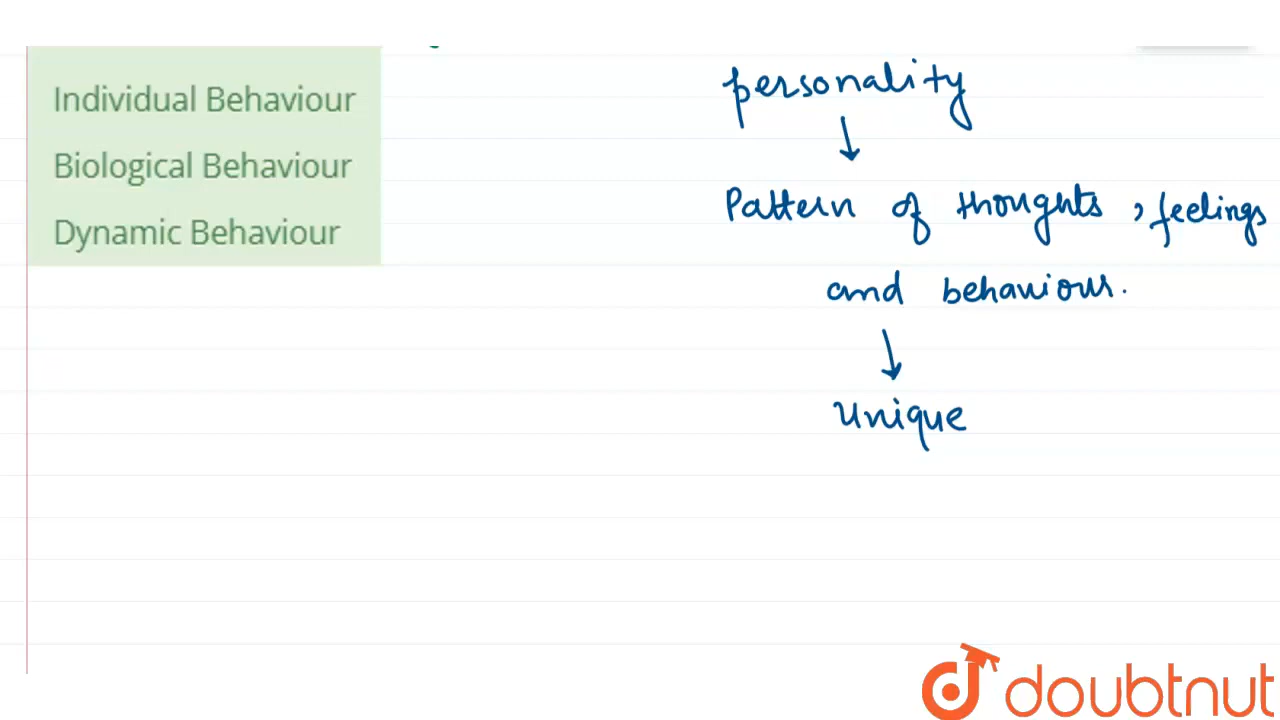 Individual Behaviour
Biological Behaviour
Dynamic Behaviour
personality
Pattern of thoughts, feelings
and behaviour.
Unique
doubtnut